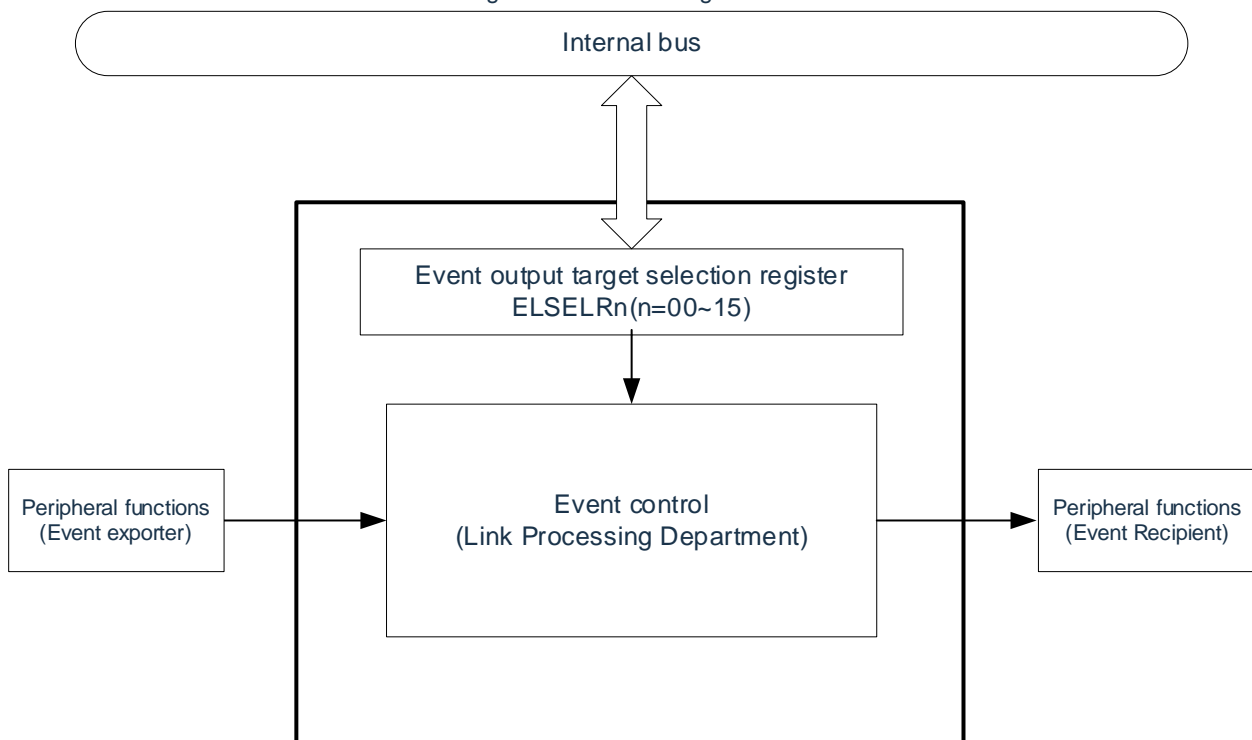 Internal bus
Event output target selection register
ELSELRn(n=00~15)
Peripheral functions
(Event exporter)
Event control
(Link Processing Department)
Peripheral functions
(Event Recipient)